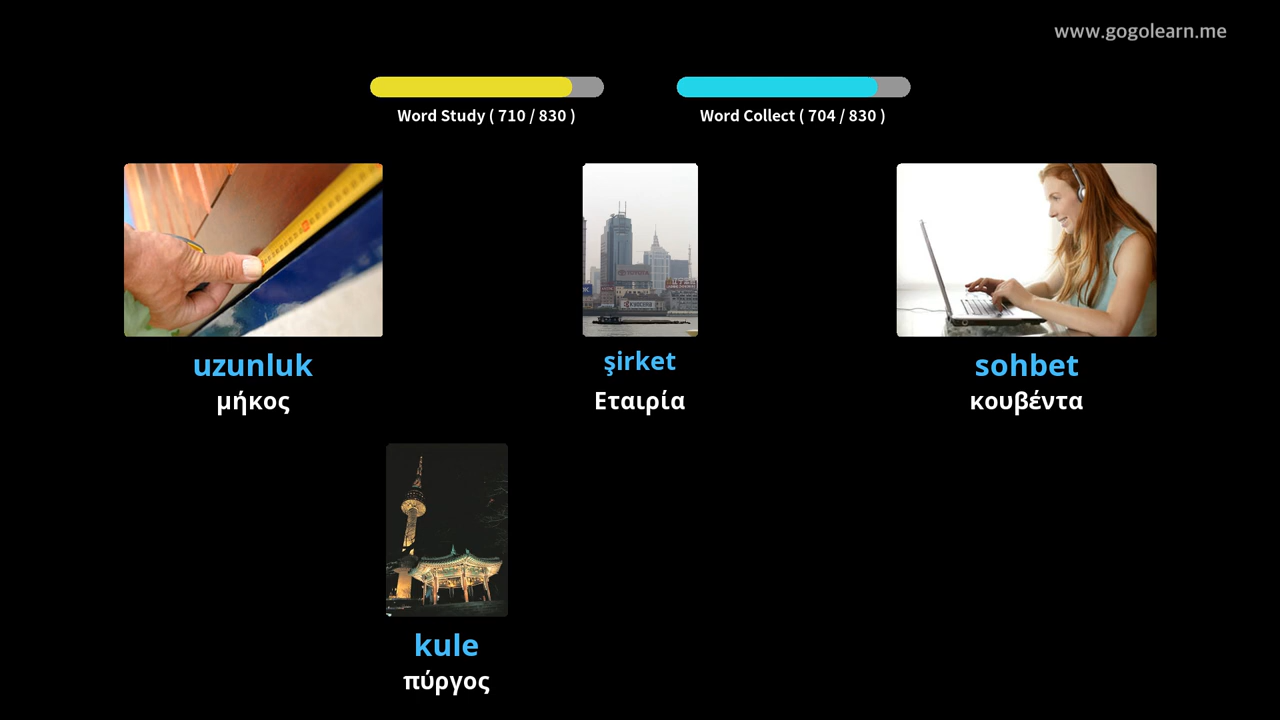 www.gogolearn.me
Word Study ( 710 / 830 )
Word Collect ( 704 / 830 )
TOYOTA
uzunluk
şirket
sohbet
μήκος
Εταιρία
κουβέντα
kule
πύργος